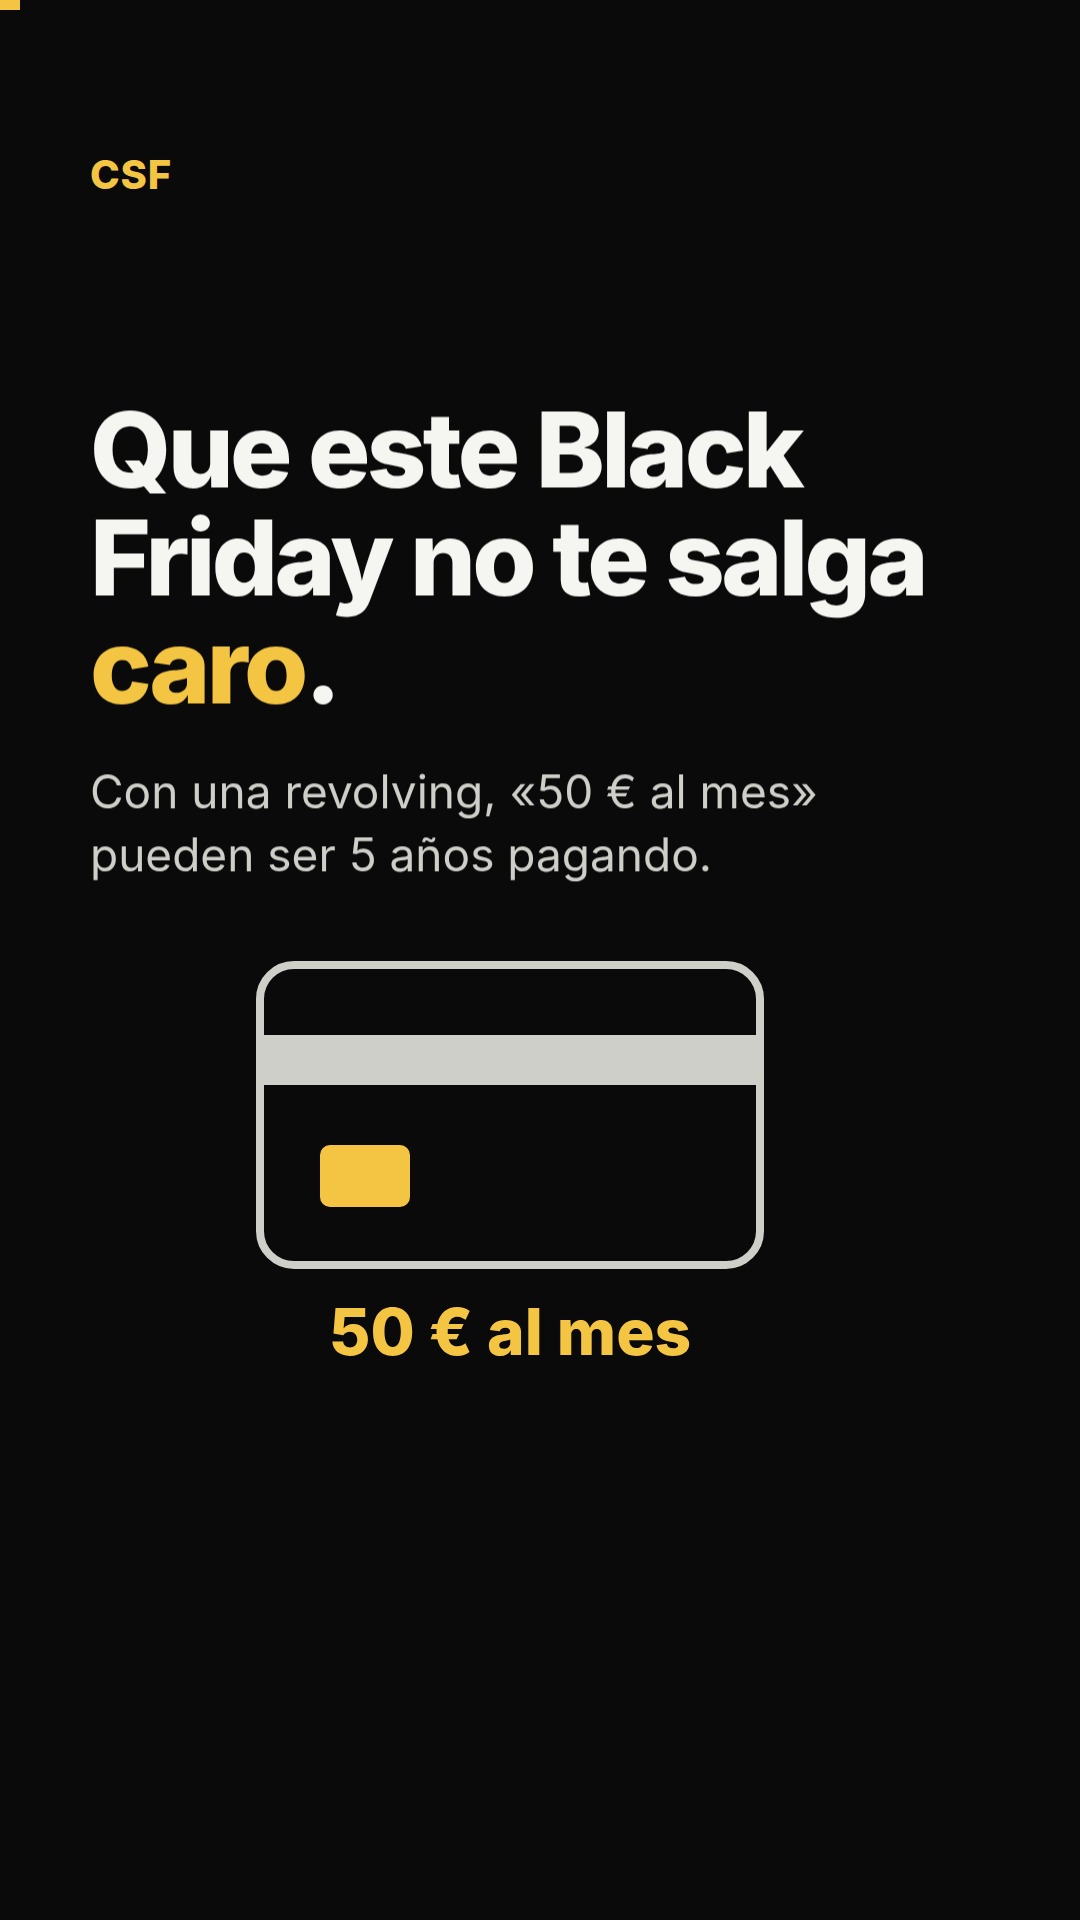 CSF
Que este Black
Friday no te salga
caro.
Con una revolving, «50 € al mes»
pueden ser 5 años pagando.
50 € al mes